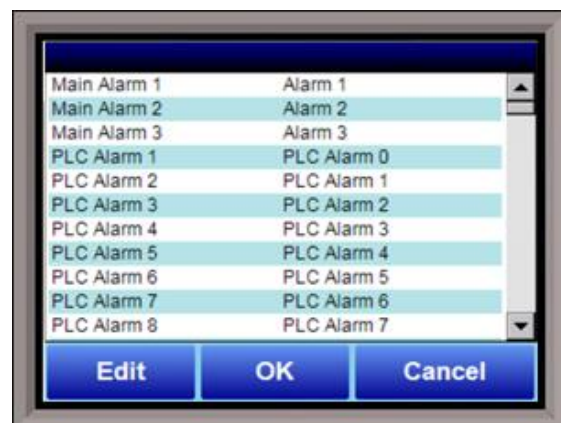 Main Alarm 1 Alarm 1
Main Alarm 2 Alarm 2
Main Alarm 3 Alarm 3
PLC Alarm 1 PLC Alarm 0
PLC Alarm 2 PLC Alarm 1
PLC Alarm 3 PLC Alarm 2
PLC Alarm 4 PLC Alarm 3
PLC Alarm 5 PLC Alarm 4
PLC Alarm 6 PLC Alarm 5
PLC Alarm 7 PLC Alarm 6
PLC Alarm 8 PLC Alarm 7
Edit OK Cancel